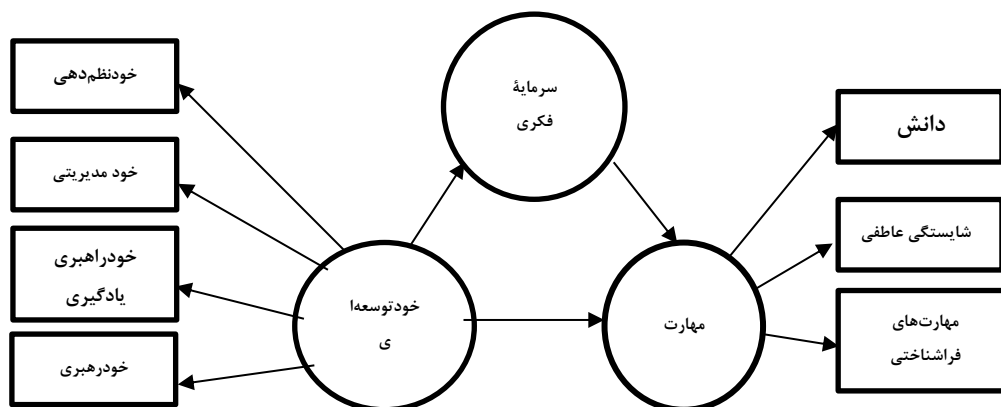 خودنظم‌دهی
خود مدیریتی
خودراهبری
یادگیری
خودرهبری
سرمایهٔ
فکری
خودتوسعه‌ا
ی
مهارت
دانش
شایستگی عاطفی
مهارت‌های
فراشناختی